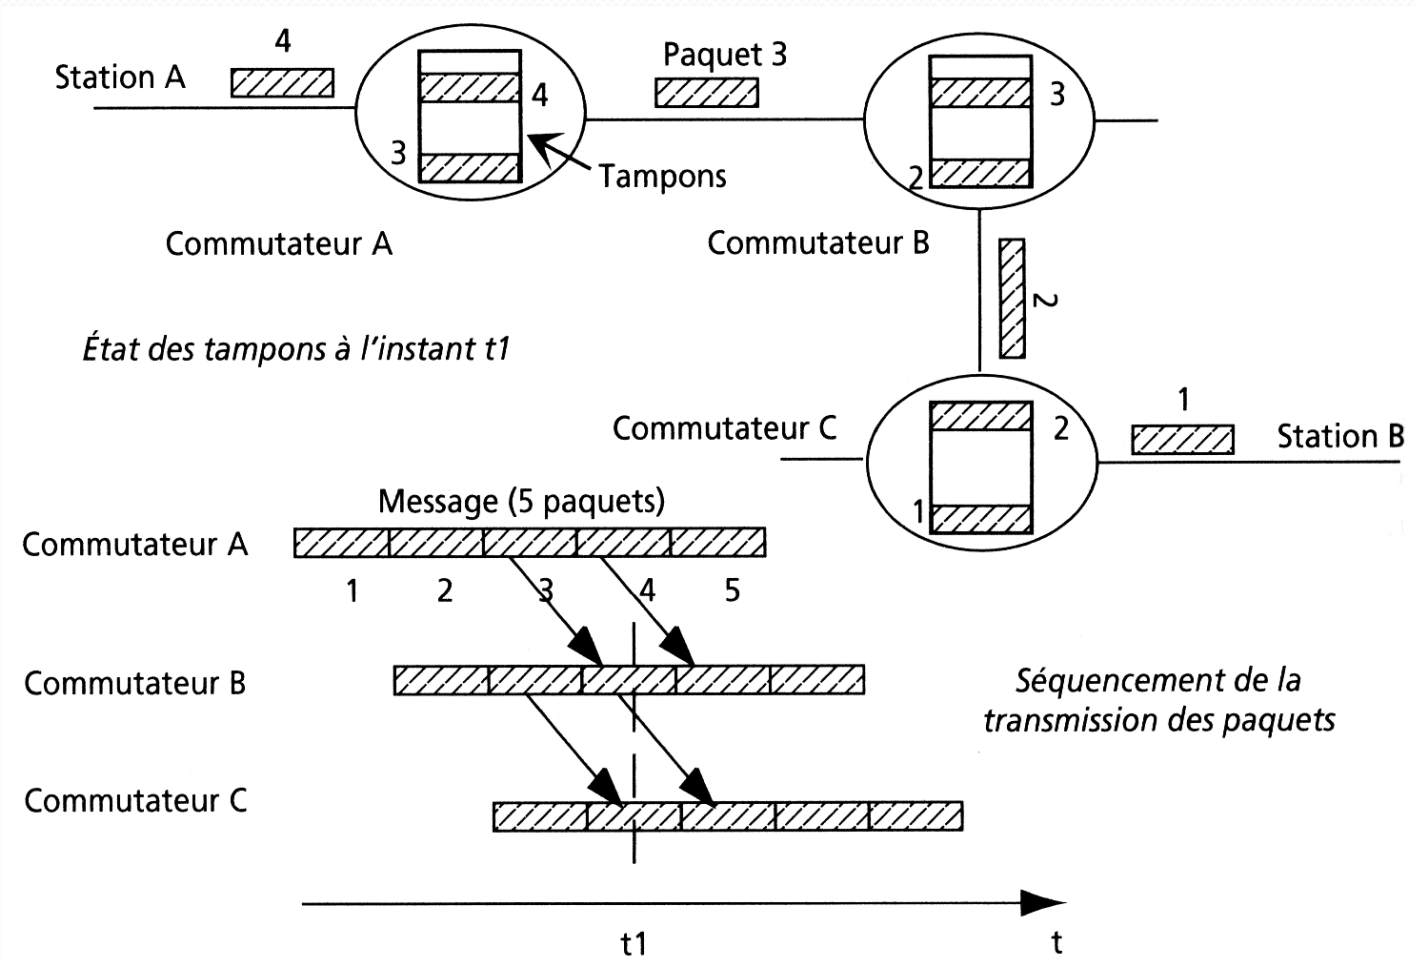 4
Station A
Paquet 3
4
3
3
2
Tampons
Commutateur A
Commutateur B
2
État des tampons à l'instant t1
1
Commutateur C
2
Station B
1
Message (5 paquets)
Commutateur A
1 2 3 4 5
Commutateur B
Séquencement de la
transmission des paquets
Commutateur C
t1
t